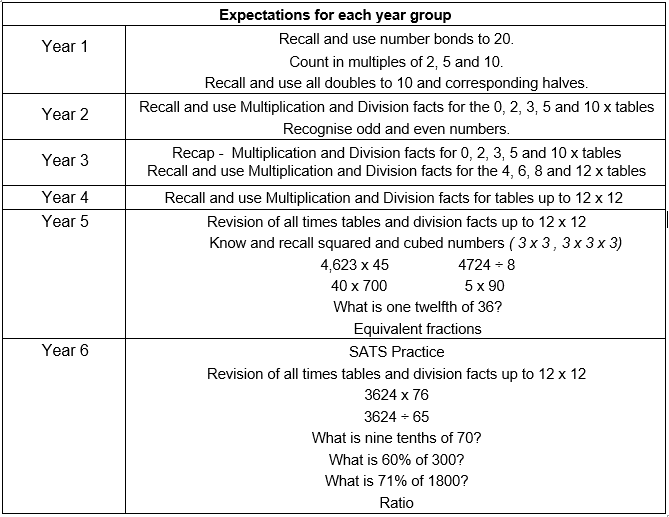 Expectations for each year group
Year 1
Recall and use number bonds to 20.
Count in multiples of 2, 5 and 10.
Recall and use all doubles to 10 and corresponding halves.
Year 2
Recall and use Multiplication and Division facts for the 0, 2, 3, 5 and 10 x tables
Recognise odd and even numbers.
Year 3
Recap - Multiplication and Division facts for 0, 2, 3, 5 and 10 x tables
Recall and use Multiplication and Division facts for the 4, 6, 8 and 12 x tables
Year 4
Recall and use Multiplication and Division facts for tables up to 12 x 12
Year 5
Revision of all times tables and division facts up to 12 x 12
Know and recall squared and cubed numbers ( 3 x 3 , 3 x 3 x 3)
4,623 x 45 4724 ÷ 8
40 x 700 5 x 90
What is one twelfth of 36?
Equivalent fractions
Year 6
SATS Practice
Revision of all times tables and division facts up to 12 x 12
3624 x 76
3624 ÷ 65
What is nine tenths of 70?
What is 60% of 300?
What is 71% of 1800?
Ratio